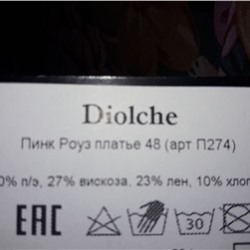 Diolche
Пинк Роуз платье 48 (арт П274)
0% п/э, 27% вискоза, 23% лен, 10% хлоп
EAC 30